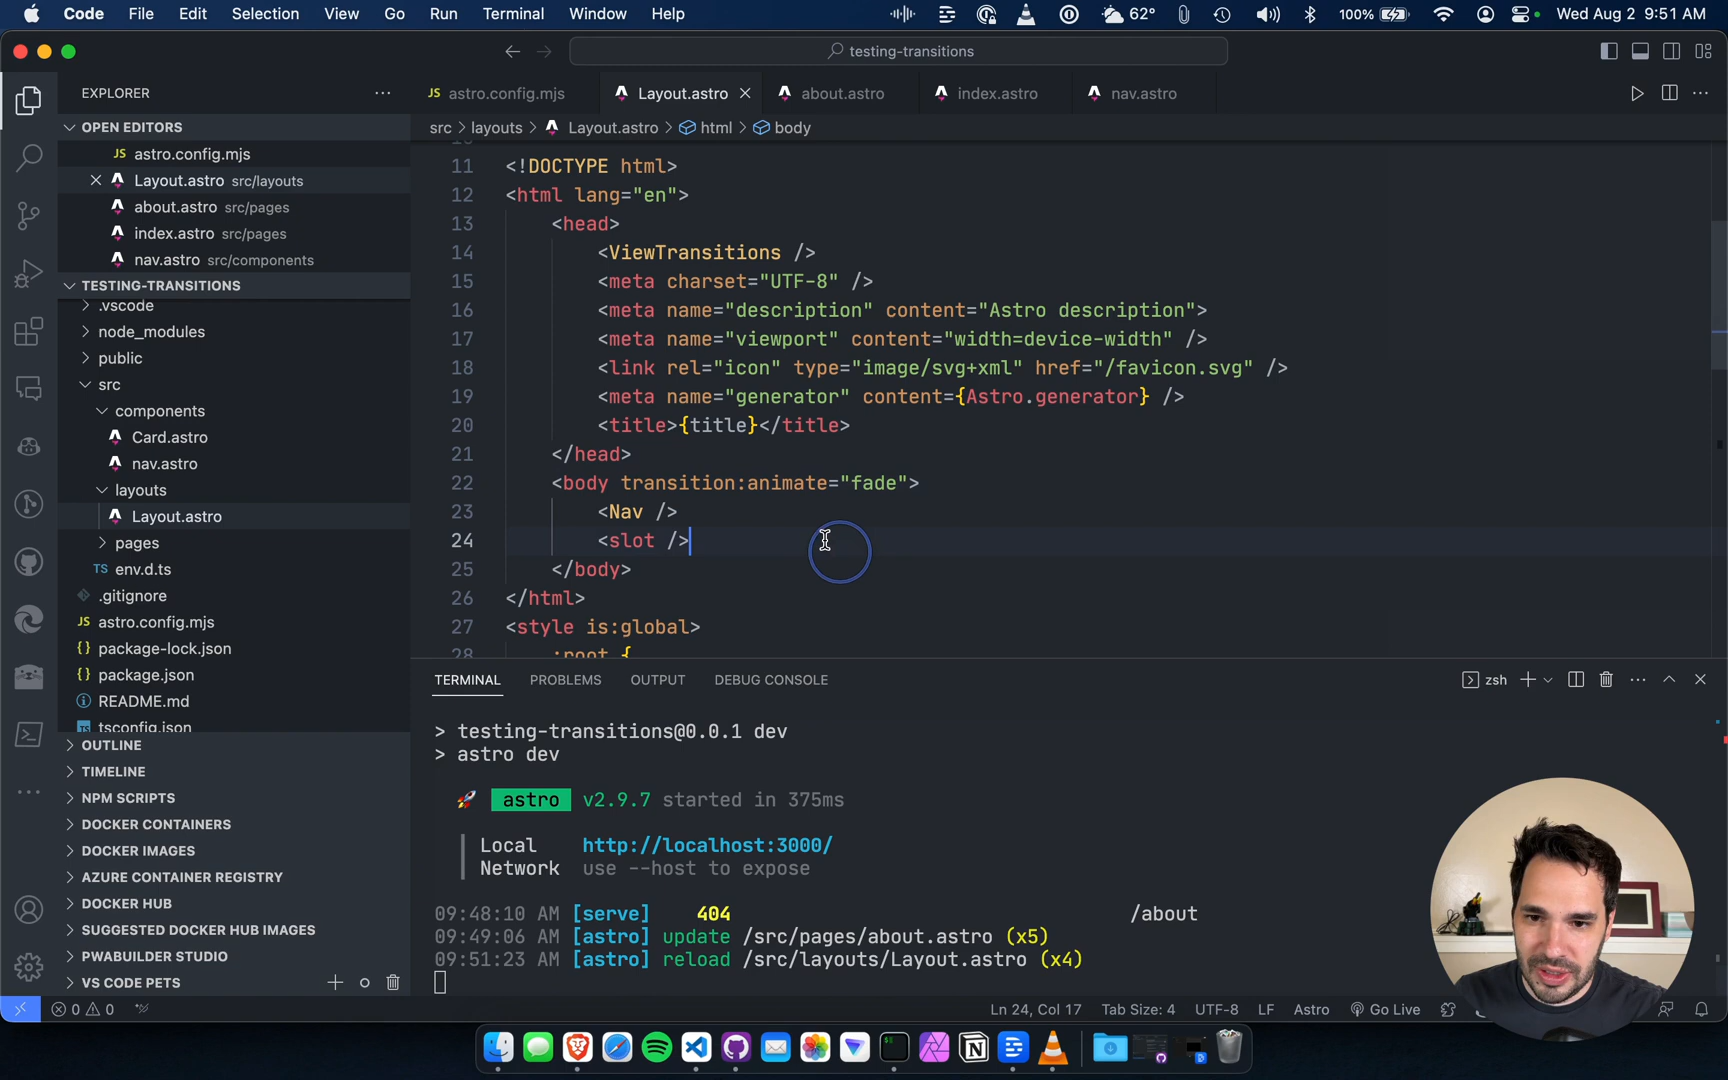 Code File Edit Selection View Go Run Terminal Window Help 62° 100% Wed Aug 2 9:51 AM
testing-transitions
EXPLORER
JS astro.config.mjs Layout.astro about.astro index.astro nav.astro
OPEN EDITORS
src > layouts > Layout.astro > html > body
JS astro.config.mjs
Layout.astro src/layouts
about.astro src/pages
index.astro src/pages
nav.astro src/components
TESTING-TRANSITIONS
.vscode
node_modules
public
src
components
Card.astro
nav.astro
layouts
Layout.astro
pages
TS env.d.ts
.gitignore
JS astro.config.mjs
{} package-lock.json
{} package.json
README.md
TS tsconfig.json
OUTLINE
TIMELINE
NPM SCRIPTS
DOCKER CONTAINERS
DOCKER IMAGES
AZURE CONTAINER REGISTRY
DOCKER HUB
SUGGESTED DOCKER HUB IMAGES
PWABUILDER STUDIO
VS CODE PETS
11 <!DOCTYPE html>
12 <html lang="en">
13 <head>
14 <ViewTransitions />
15 <meta charset="UTF-8" />
16 <meta name="description" content="Astro description">
17 <meta name="viewport" content="width=device-width" />
18 <link rel="icon" type="image/svg+xml" href="/favicon.svg" />
19 <meta name="generator" content={Astro.generator} />
20 <title>{title}</title>
21 </head>
22 <body transition:animate="fade">
23 <Nav />
24 <slot />
25 </body>
26 </html>
27 <style is:global>
28 :root {
TERMINAL PROBLEMS OUTPUT DEBUG CONSOLE zsh
> testing-transitions@0.0.1 dev
> astro dev
astro v2.9.7 started in 375ms
Local http://localhost:3000/
Network use --host to expose
09:48:10 AM [serve] 404 /about
09:49:06 AM [astro] update /src/pages/about.astro (x5)
09:51:23 AM [astro] reload /src/layouts/Layout.astro (x4)
0 0 Ln 24, Col 17 Tab Size: 4 UTF-8 LF Astro Go Live